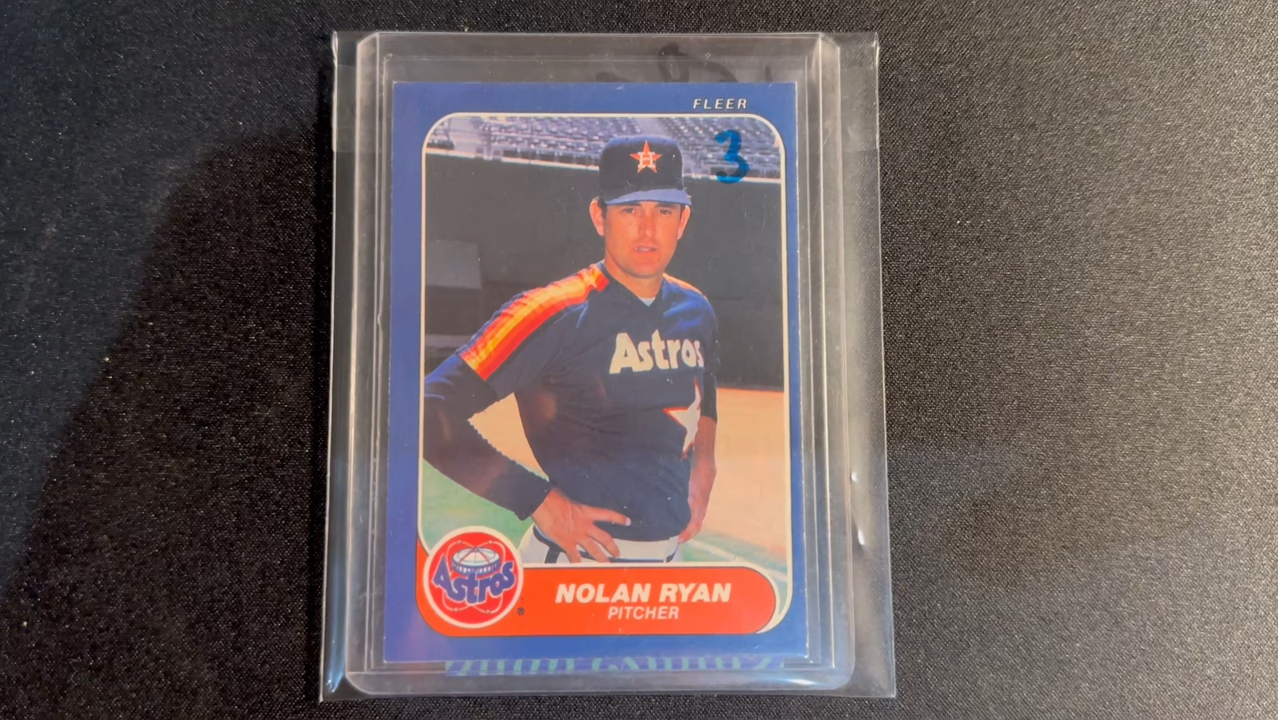 FLEER
3
H
Astros
Astros
®
NOLAN RYAN
PITCHER